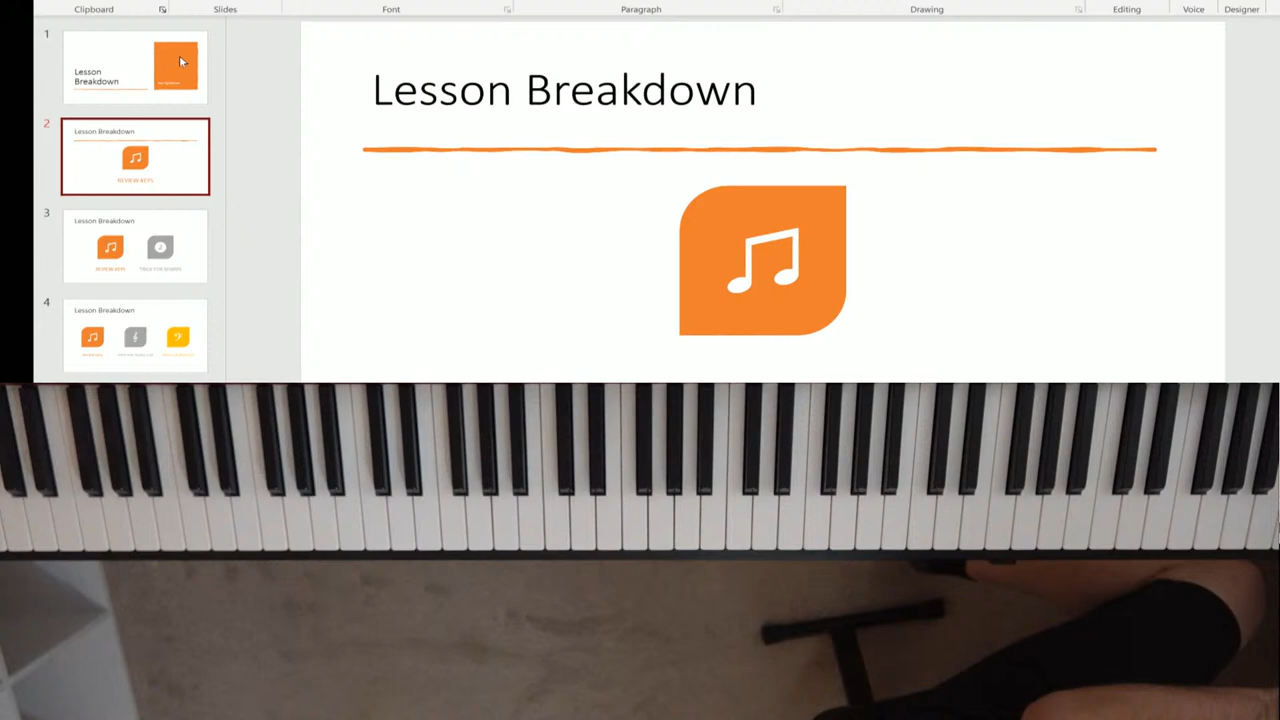 Clipboard
Slides
Font
Paragraph
Drawing
Editing
Voice
Designer
1
Lesson
Breakdown
2
Lesson Breakdown
REVIEW KEYS
3
Lesson Breakdown
REVIEW KEYS
4
Lesson Breakdown
Lesson Breakdown